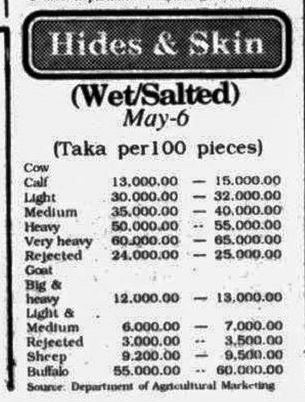 Hides & Skin
(Wet/Salted)
May-6
(Taka per100 pieces)
Cow
Calf 13,000.00 — 15,000.00
Light 30,000.00 — 32,000.00
Medium 35,000.00 — 40,000.00
Heavy 50,000.00 -- 55,000.00
Very heavy 60,000.00 — 65,000.00
Rejected 24,000.00 — 25,000.00
Goat
Big &
heavy 12,000.00 — 13,000.00
Light &
Medium 6,000.00 — 7,000.00
Rejected 3,000.00 -- 3,500.00
Sheep 9,200.00 — 9,500.00
Buffalo 55,000.00 -- 60,000.00
Source: Department of Agricultural Marketing